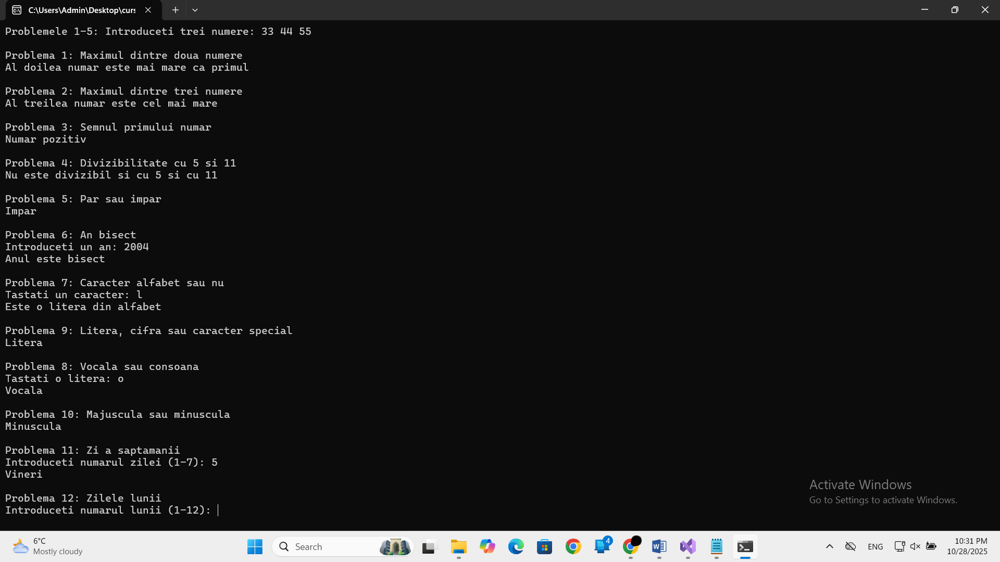 C:\Users\Admin\Desktop\curs
Problemele 1-5: Introduceti trei numere: 33 44 55
Problema 1: Maximul dintre doua numere
Al doilea numar este mai mare ca primul
Problema 2: Maximul dintre trei numere
Al treilea numar este cel mai mare
Problema 3: Semnul primului numar
Numar pozitiv
Problema 4: Divizibilitate cu 5 si 11
Nu este divizibil si cu 5 si cu 11
Problema 5: Par sau impar
Impar
Problema 6: An bisect
Introduceti un an: 2004
Anul este bisect
Problema 7: Caracter alfabet sau nu
Tastati un caracter: l
Este o litera din alfabet
Problema 9: Litera, cifra sau caracter special
Litera
Problema 8: Vocala sau consoana
Tastati o litera: o
Vocala
Problema 10: Majuscula sau minuscula
Minuscula
Problema 11: Zi a saptamanii
Introduceti numarul zilei (1-7): 5
Vineri
Problema 12: Zilele lunii
Introduceti numarul lunii (1-12):
Activate Windows
Go to Settings to activate Windows.
6°C
Mostly cloudy
Search
4
ENG
10:31 PM
10/28/2025